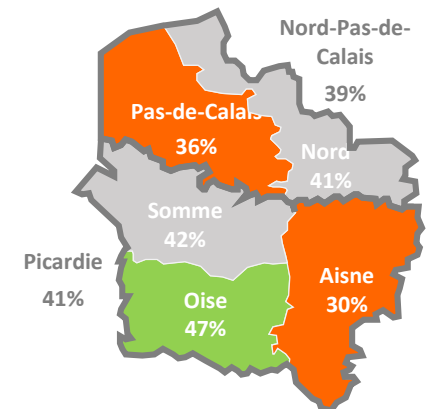 Nord-Pas-de-
Calais
39%
Pas-de-Calais
36%
Nord
41%
Somme
42%
Picardie
41%
Oise
47%
Aisne
30%